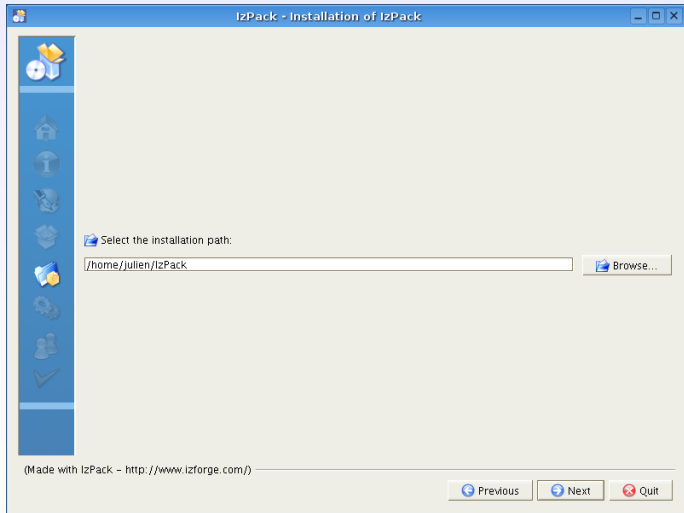 IzPack - Installation of IzPack
Select the installation path:
/home/julien/IzPack
Browse...
(Made with IzPack - http://www.izforge.com/)
Previous
Next
Quit